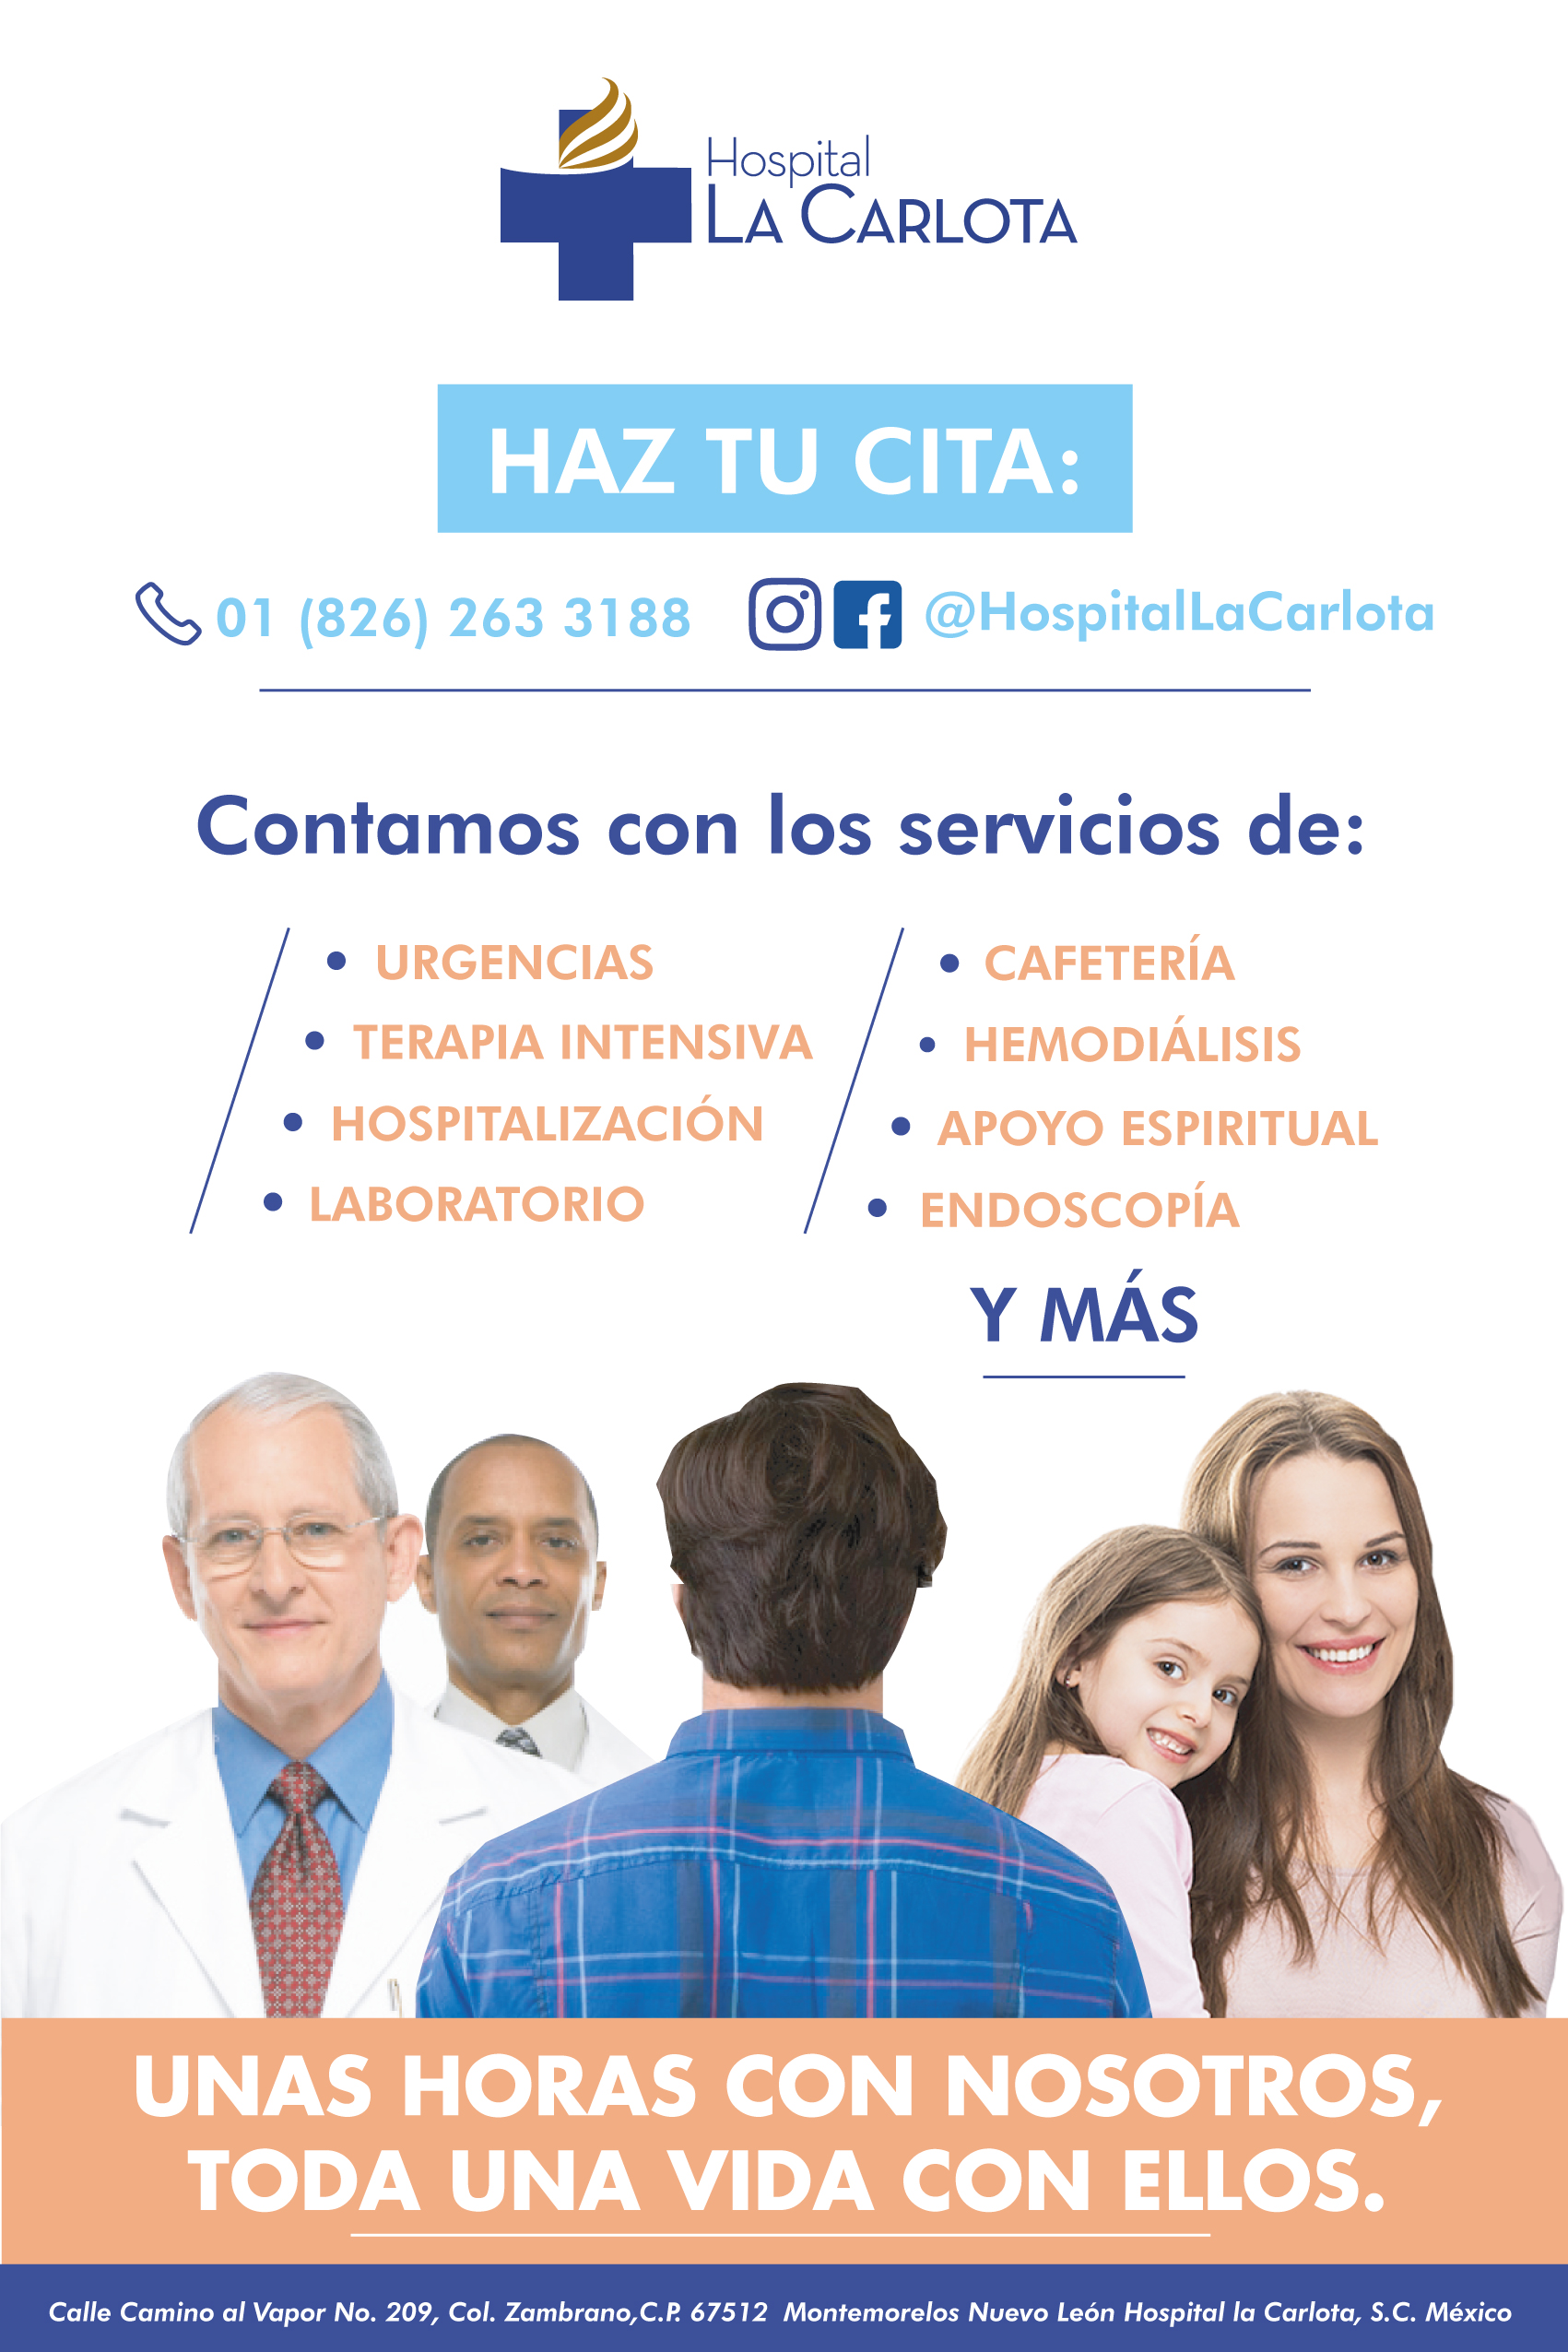 Hospital
LA CARLOTA
HAZ TU CITA:
01 (826) 263 3188
@HospitalLaCarlota
Contamos con los servicios de:
• URGENCIAS
• TERAPIA INTENSIVA
• HOSPITALIZACIÓN
• LABORATORIO
• CAFETERÍA
• HEMODIÁLISIS
• APOYO ESPIRITUAL
• ENDOSCOPÍA
Y MÁS
UNAS HORAS CON NOSOTROS,
TODA UNA VIDA CON ELLOS.
Calle Camino al Vapor No. 209, Col. Zambrano,C.P. 67512 Montemorelos Nuevo León Hospital la Carlota, S.C. México